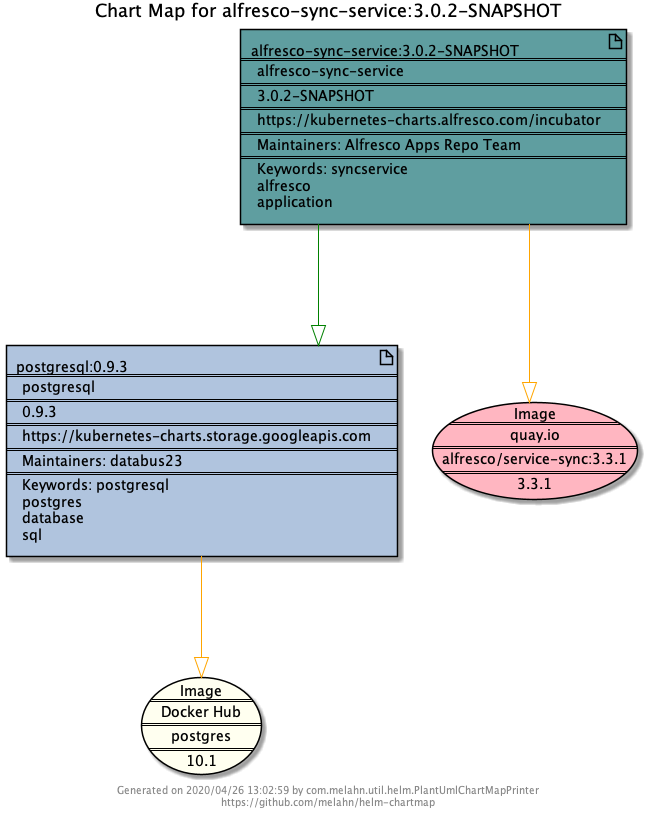 Chart Map for alfresco-sync-service:3.0.2-SNAPSHOT
alfresco-sync-service:3.0.2-SNAPSHOT
alfresco-sync-service
3.0.2-SNAPSHOT
https://kubernetes-charts.alfresco.com/incubator
Maintainers: Alfresco Apps Repo Team
Keywords: syncservice
alfresco
application
postgresql:0.9.3
postgresql
0.9.3
https://kubernetes-charts.storage.googleapis.com
Maintainers: databus23
Keywords: postgresql
postgres
database
sql
Image
quay.io
alfresco/service-sync:3.3.1
3.3.1
Image
Docker Hub
postgres
10.1
Generated on 2020/04/26 13:02:59 by com.melahn.util.helm.PlantUmlChartMapPrinter
https://github.com/melahn/helm-chartmap